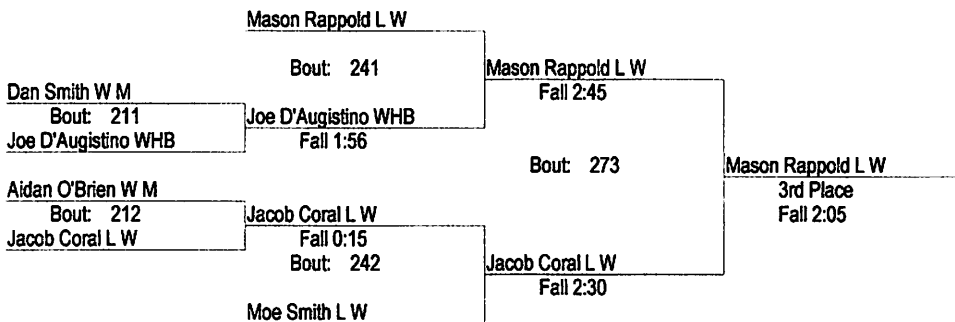 Mason Rappold L W
Bout: 241
Mason Rappold L W
Fall 2:45
Dan Smith W M
Bout: 211
Joe D'Augistino WHB
Joe D'Augistino WHB
Fall 1:56
Bout: 273
Mason Rappold L W
3rd Place
Fall 2:05
Aidan O'Brien W M
Bout: 212
Jacob Coral L W
Jacob Coral L W
Fall 0:15
Bout: 242
Jacob Coral L W
Fall 2:30
Moe Smith L W